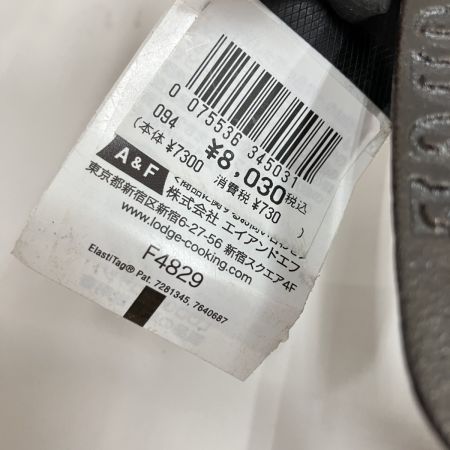 0 075536 345031
094
¥8,030税込
(本体 ¥7300 消費税 ¥730 )
A&F
株式会社 エイアンドエフ
東京都新宿区新宿6-27-56 新宿スクエア4F
www.lodge-cooking.com
F4829
ElastiTag® Pat. 7281345, 7640687